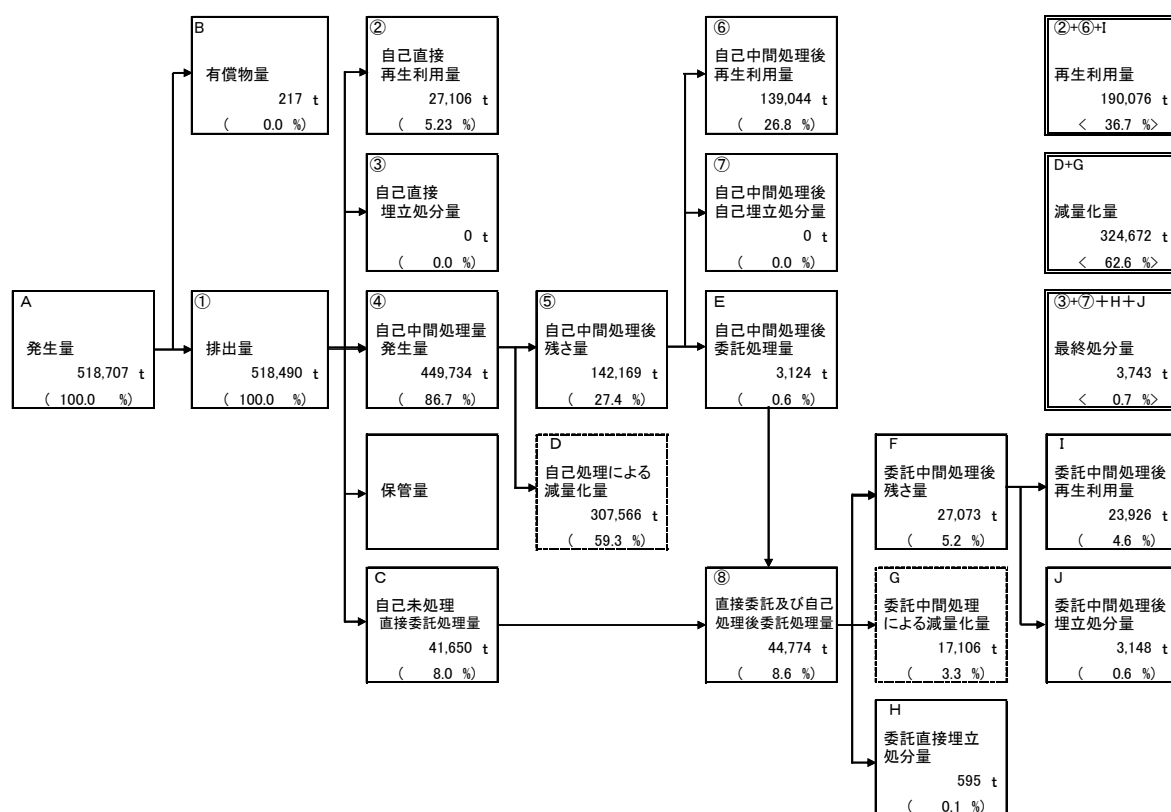 B
有償物量
217 t
( 0.0 %)
②
自己直接
再生利用量
27,106 t
( 5.23 %)
⑥
自己中間処理後
再生利用量
139,044 t
( 26.8 %)
②+⑥+I
再生利用量
190,076 t
< 36.7 %>
③
自己直接
埋立処分量
0 t
( 0.0 %)
⑦
自己中間処理後
自己埋立処分量
0 t
( 0.0 %)
D+G
減量化量
324,672 t
< 62.6 %>
A
発生量
518,707 t
( 100.0 %)
①
排出量
518,490 t
( 100.0 %)
④
自己中間処理量
発生量
449,734 t
( 86.7 %)
⑤
自己中間処理後
残さ量
142,169 t
( 27.4 %)
E
自己中間処理後
委託処理量
3,124 t
( 0.6 %)
③+⑦+H+J
最終処分量
3,743 t
< 0.7 %>
保管量
D
自己処理による
減量化量
307,566 t
( 59.3 %)
F
委託中間処理後
残さ量
27,073 t
( 5.2 %)
I
委託中間処理後
再生利用量
23,926 t
( 4.6 %)
C
自己未処理
直接委託処理量
41,650 t
( 8.0 %)
⑧
直接委託及び自己
処理後委託処理量
44,774 t
( 8.6 %)
G
委託中間処理
による減量化量
17,106 t
( 3.3 %)
J
委託中間処理後
埋立処分量
3,148 t
( 0.6 %)
H
委託直接埋立
処分量
595 t
( 0.1 %)